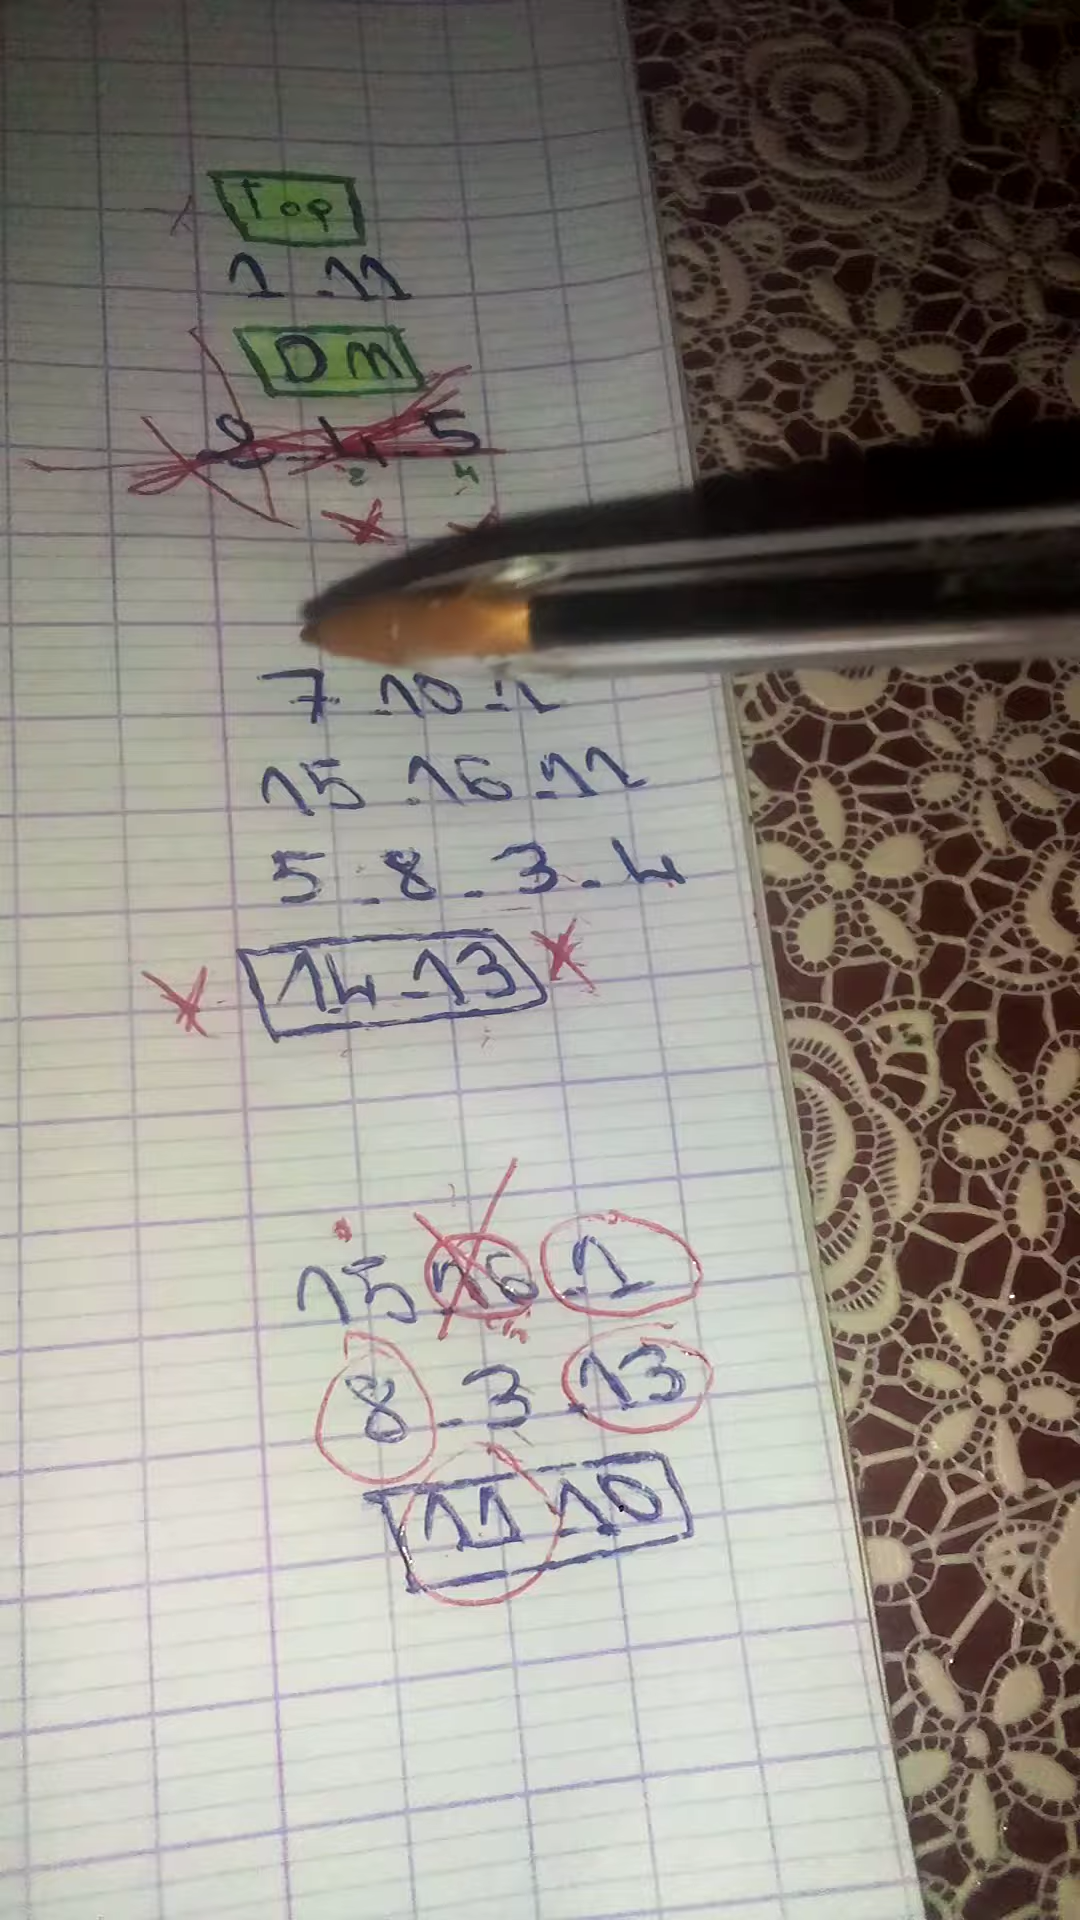 Top
1 - 11
DM
5
7 - 10 - 1
15 - 16 - 11
5 - 8 - 3 - 4
14 - 13
15 16 - 1
8 - 3 - 13
11 10